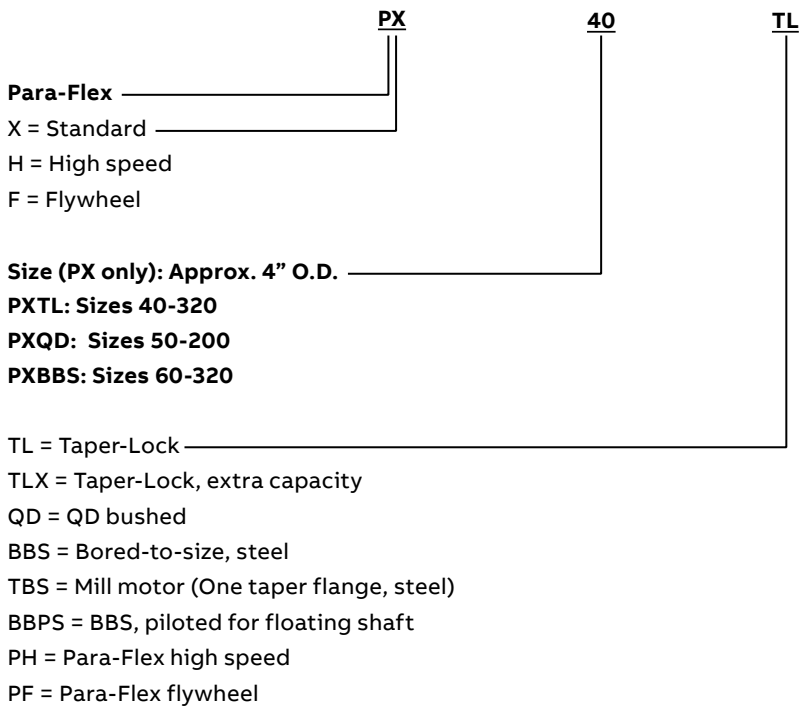 PX 40 TL
Para-Flex
X = Standard
H = High speed
F = Flywheel
Size (PX only): Approx. 4” O.D.
PXTL: Sizes 40-320
PXQD: Sizes 50-200
PXBBS: Sizes 60-320
TL = Taper-Lock
TLX = Taper-Lock, extra capacity
QD = QD bushed
BBS = Bored-to-size, steel
TBS = Mill motor (One taper flange, steel)
BBPS = BBS, piloted for floating shaft
PH = Para-Flex high speed
PF = Para-Flex flywheel